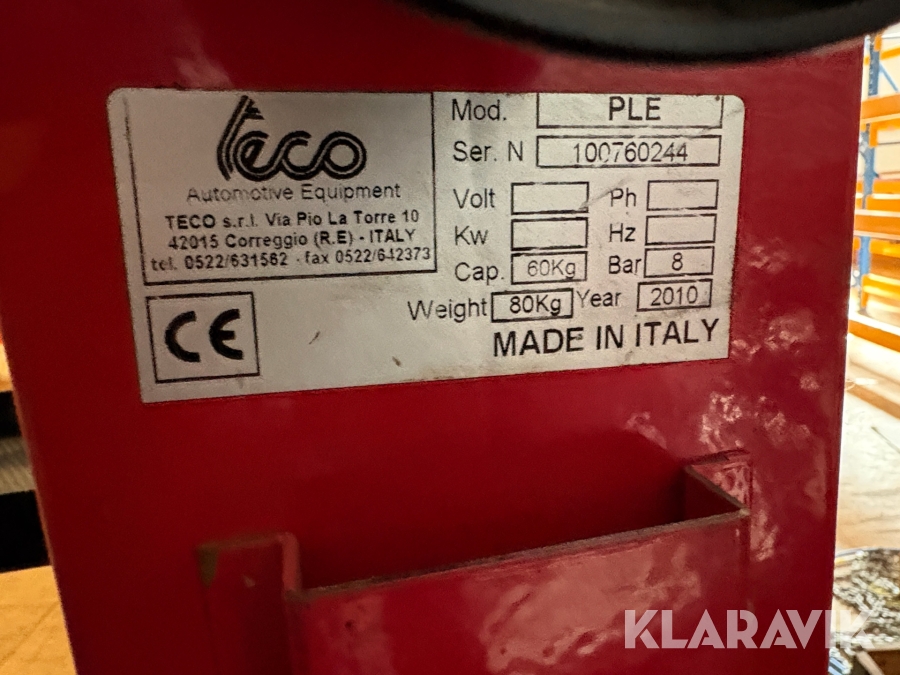 Teco
Automotive Equipment
TECO s.r.l. Via Pio La Torre 10
42015 Correggio (R.E) - ITALY
tel. 0522/631562 - fax 0522/642373
CE
Mod. PLE
Ser. N 100760244
Volt Ph
Kw Hz
Cap. 60Kg Bar 8
Weight 80Kg Year 2010
MADE IN ITALY
KLARAVIK